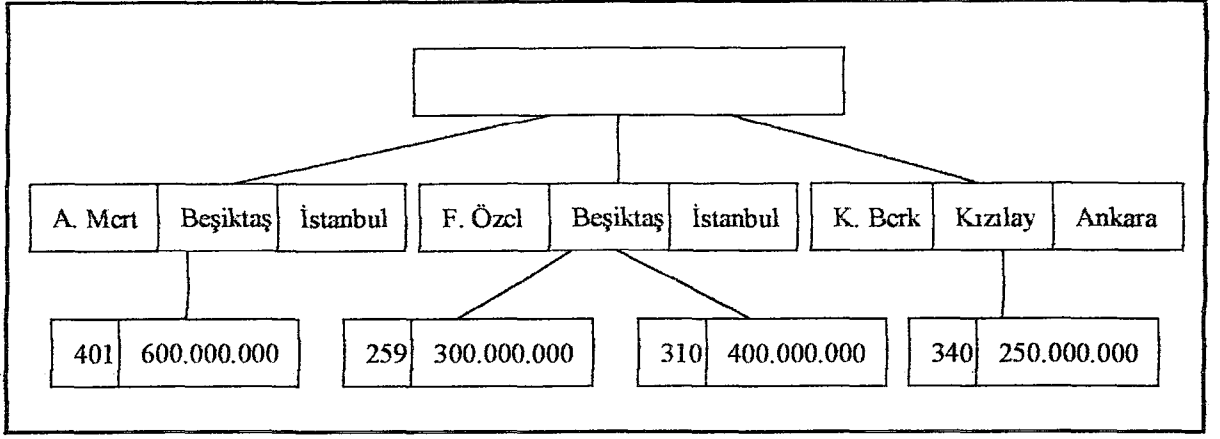 A. Mert Beşiktaş İstanbul F. Özel Beşiktaş İstanbul K. Berk Kızılay Ankara
401 600.000.000 259 300.000.000 310 400.000.000 340 250.000.000